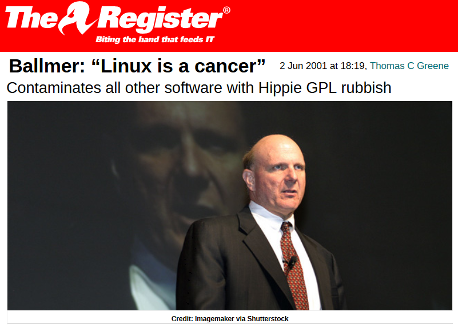 The Register®
Biting the hand that feeds IT
Ballmer: “Linux is a cancer” 2 Jun 2001 at 18:19, Thomas C Greene
Contaminates all other software with Hippie GPL rubbish
Credit: Imagemaker via Shutterstock